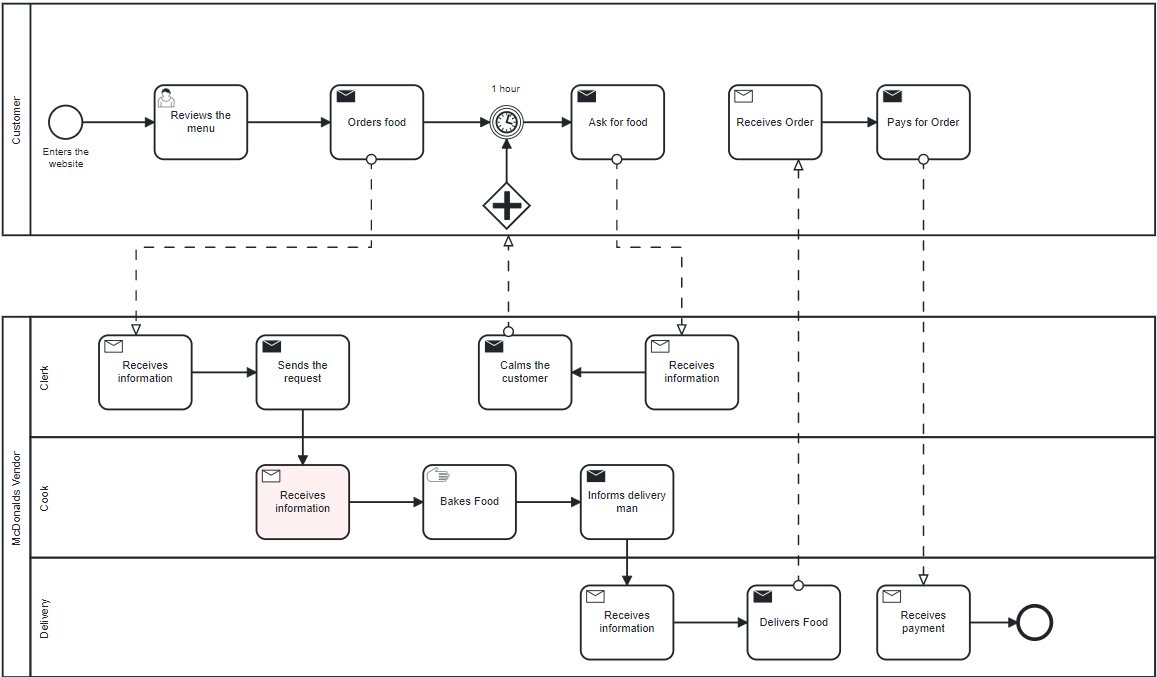 Customer
1 hour
Reviews the
menu
Orders food
Ask for food
Receives Order
Pays for Order
Enters the
website
McDonalds Vendor
Clerk
Receives
information
Sends the
request
Calms the
customer
Receives
information
Cook
Receives
information
Bakes Food
Informs delivery
man
Delivery
Receives
information
Delivers Food
Receives
payment